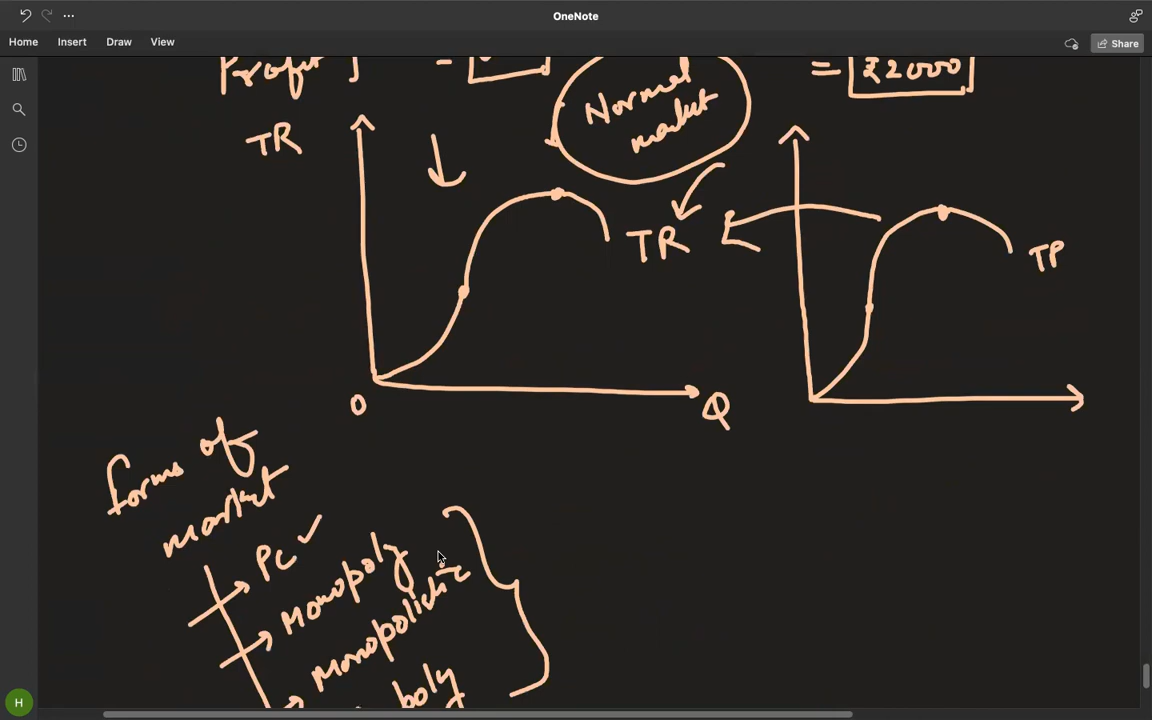 OneNote
Home Insert Draw View
Share
Profit ] =
= ₹2000
Normal
market
TR
TR
TP
O
Q
forms of
market
PC ✓
Monopoly
monopolistic
H